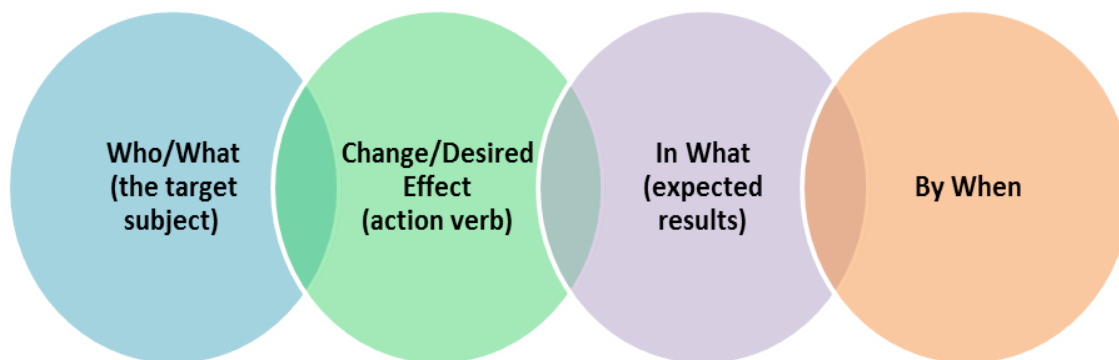 Who/What
(the target
subject)
Change/Desired
Effect
(action verb)
In What
(expected
results)
By When